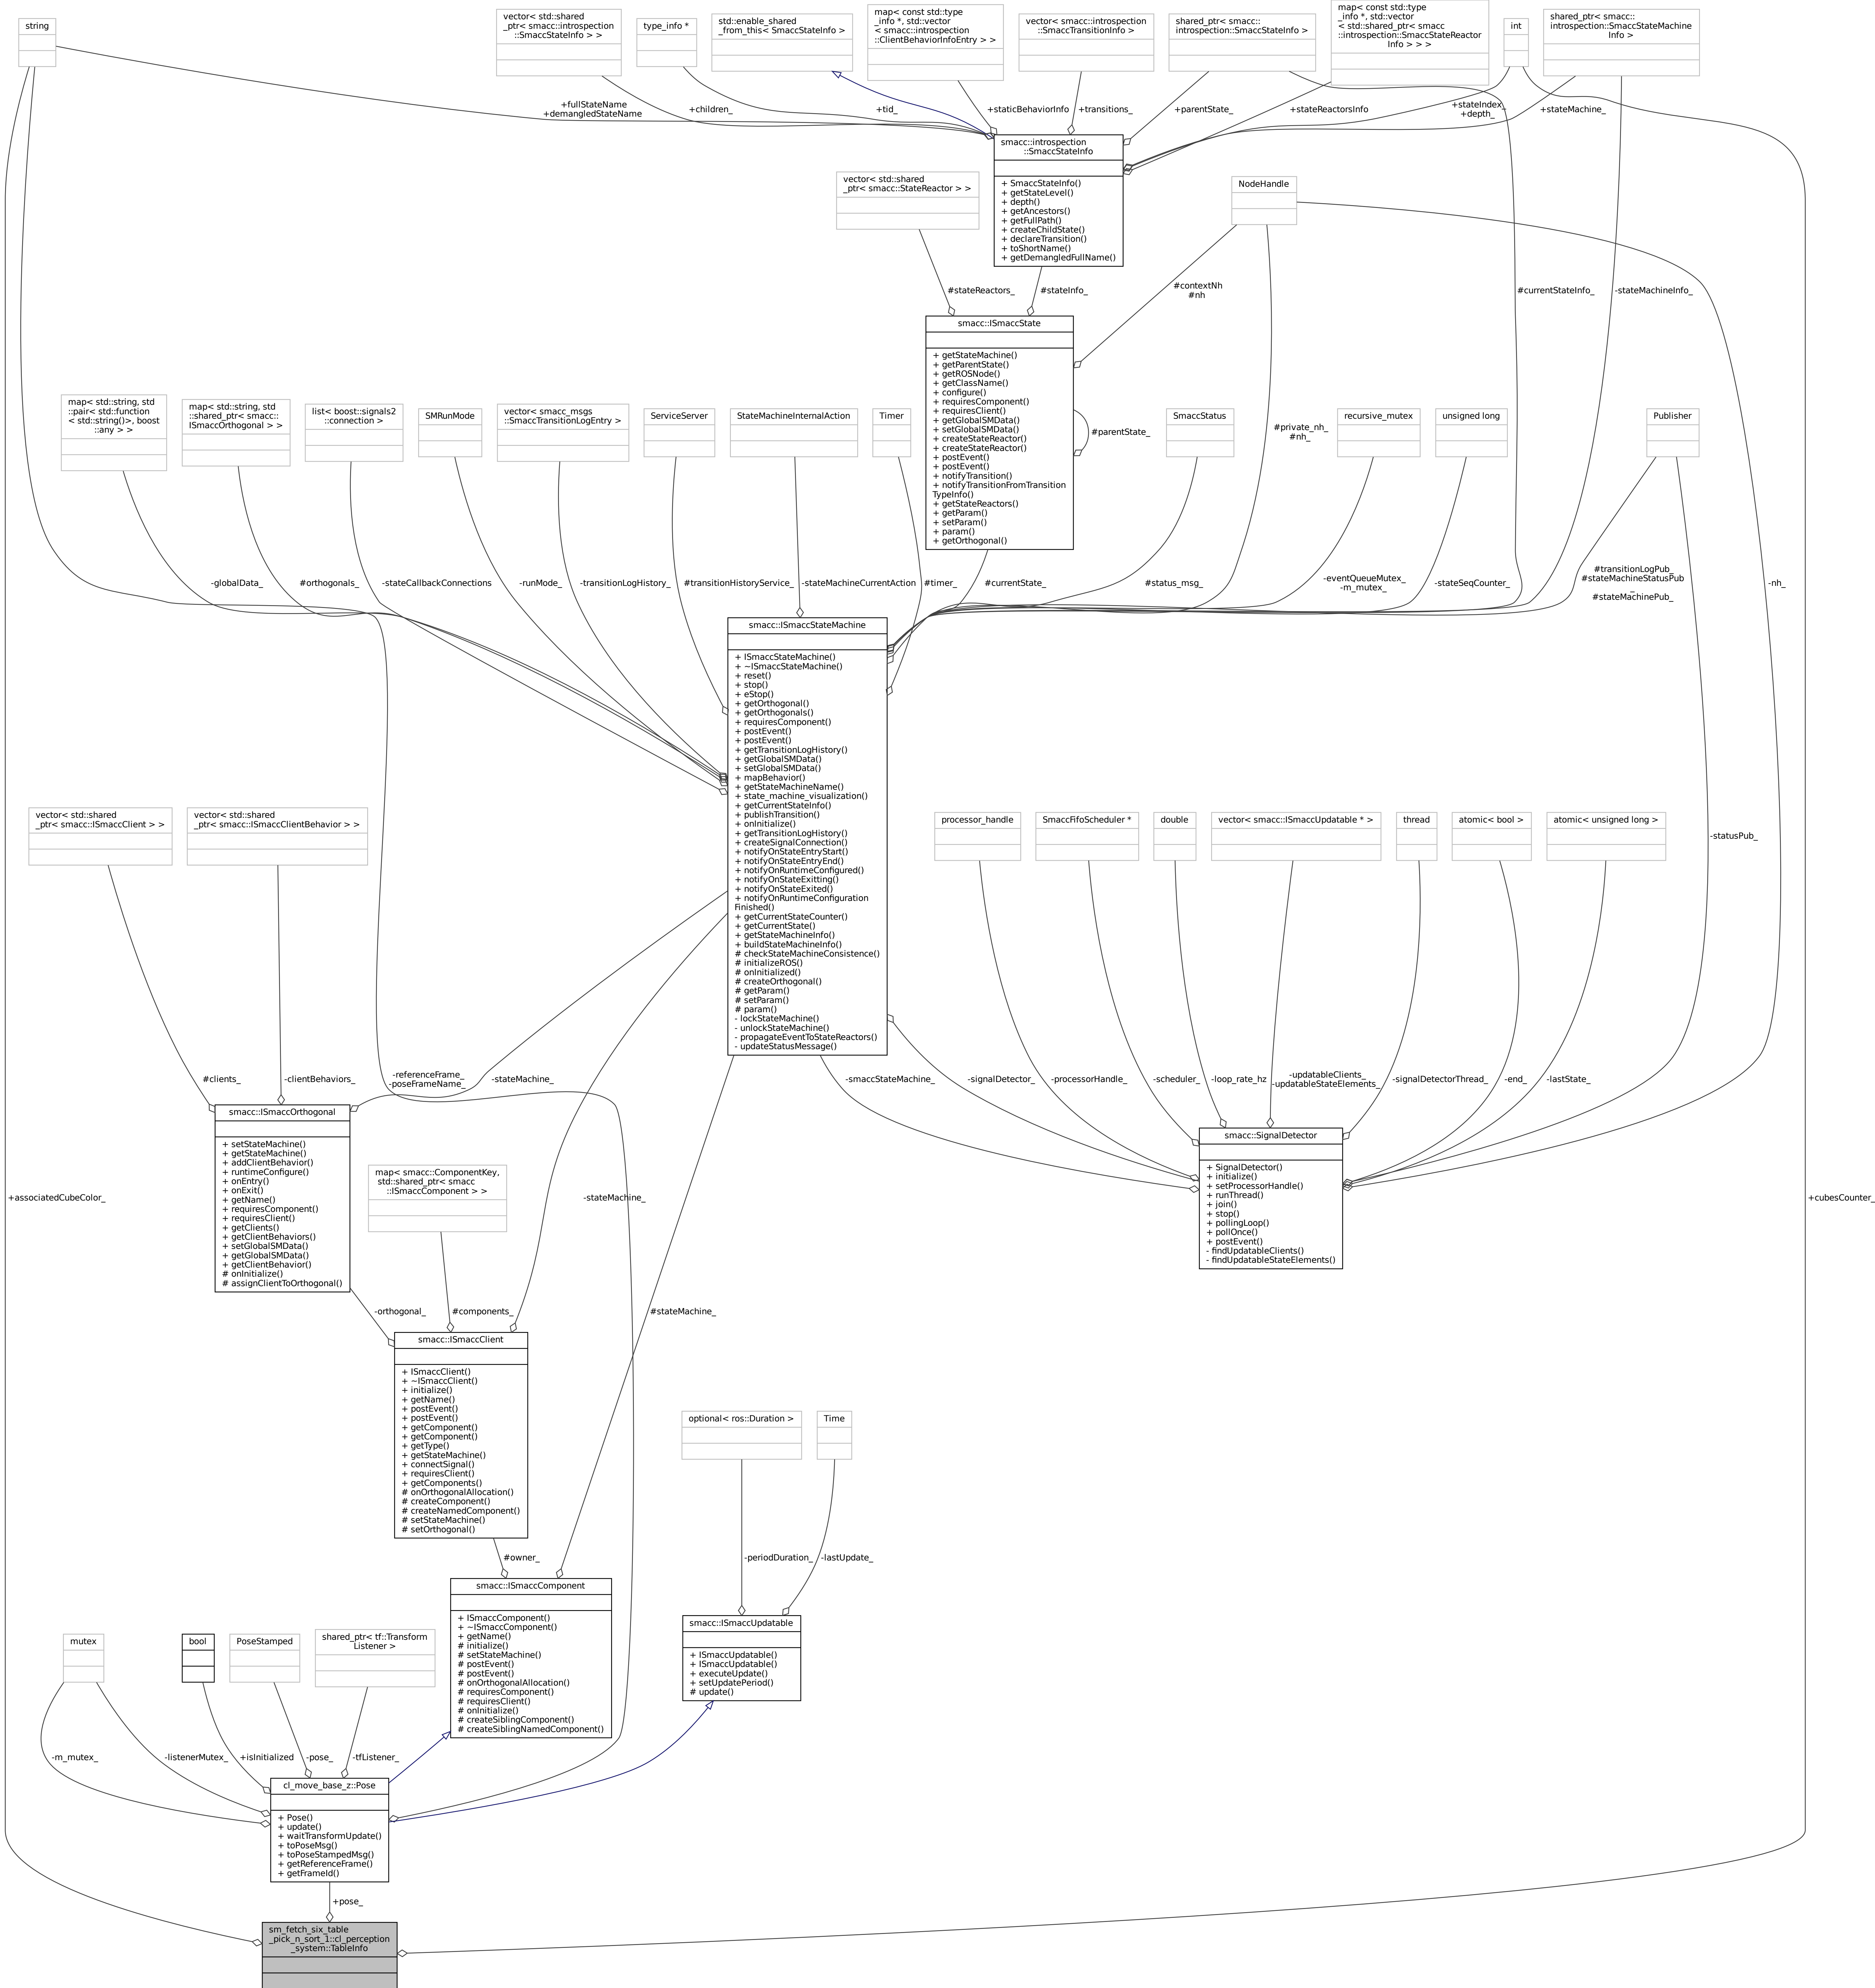 string
vector< std::shared
_ptr< smacc::introspection
::SmaccStateInfo > >
type_info *
std::enable_shared
_from_this< SmaccStateInfo >
map< const std::type
_info *, std::vector
< smacc::introspection
::ClientBehaviorInfoEntry > >
vector< smacc::introspection
::SmaccTransitionInfo >
shared_ptr< smacc::
introspection::SmaccStateInfo >
map< const std::type
_info *, std::vector
< std::shared_ptr< smacc
::introspection::SmaccStateReactor
Info > > >
int
shared_ptr< smacc::
introspection::SmaccStateMachine
Info >
+fullStateName
+demangledStateName
+children_
+tid_
+staticBehaviorInfo
+transitions_
+parentState_
+stateReactorsInfo
+stateIndex_
+depth_
+stateMachine_
smacc::introspection
::SmaccStateInfo
+ SmaccStateInfo()
+ getStateLevel()
+ depth()
+ getAncestors()
+ getFullPath()
+ createChildState()
+ declareTransition()
+ toShortName()
+ getDemangledFullName()
vector< std::shared
_ptr< smacc::StateReactor > >
NodeHandle
#stateReactors_
#stateInfo_
#contextNh
#nh
#currentStateInfo_
-stateMachineInfo_
smacc::ISmaccState
+ getStateMachine()
+ getParentState()
+ getROSNode()
+ getClassName()
+ configure()
+ requiresComponent()
+ requiresClient()
+ getGlobalSMData()
+ setGlobalSMData()
+ createStateReactor()
+ createStateReactor()
+ postEvent()
+ postEvent()
+ notifyTransition()
+ notifyTransitionFromTransition
TypeInfo()
+ getStateReactors()
+ getParam()
+ setParam()
+ param()
+ getOrthogonal()
#parentState_
#private_nh_
#nh_
map< std::string, std
::pair< std::function
< std::string()>, boost
::any > >
map< std::string, std
::shared_ptr< smacc::
ISmaccOrthogonal > >
list< boost::signals2
::connection >
SMRunMode
vector< smacc_msgs
::SmaccTransitionLogEntry >
ServiceServer
StateMachineInternalAction
Timer
SmaccStatus
recursive_mutex
unsigned long
Publisher
-globalData_
#orthogonals_
-stateCallbackConnections
-runMode_
-transitionLogHistory_
#transitionHistoryService_
-stateMachineCurrentAction
#timer_
#currentState_
#status_msg_
-eventQueueMutex_
-m_mutex_
-stateSeqCounter_
#transitionLogPub_
#stateMachineStatusPub
_
#stateMachinePub_
-nh_
smacc::ISmaccStateMachine
+ ISmaccStateMachine()
+ ~ISmaccStateMachine()
+ reset()
+ stop()
+ eStop()
+ getOrthogonal()
+ getOrthogonals()
+ requiresComponent()
+ postEvent()
+ postEvent()
+ getTransitionLogHistory()
+ getGlobalSMData()
+ setGlobalSMData()
+ mapBehavior()
+ getStateMachineName()
+ state_machine_visualization()
+ getCurrentStateInfo()
+ publishTransition()
+ onInitialize()
+ getTransitionLogHistory()
+ createSignalConnection()
+ notifyOnStateEntryStart()
+ notifyOnStateEntryEnd()
+ notifyOnRuntimeConfigured()
+ notifyOnStateExitting()
+ notifyOnStateExited()
+ notifyOnRuntimeConfiguration
Finished()
+ getCurrentStateCounter()
+ getCurrentState()
+ getStateMachineInfo()
+ buildStateMachineInfo()
# checkStateMachineConsistence()
# initializeROS()
# onInitialized()
# createOrthogonal()
# getParam()
# setParam()
# param()
- lockStateMachine()
- unlockStateMachine()
- propagateEventToStateReactors()
- updateStatusMessage()
vector< std::shared
_ptr< smacc::ISmaccClient > >
vector< std::shared
_ptr< smacc::ISmaccClientBehavior > >
processor_handle
SmaccFifoScheduler *
double
vector< smacc::ISmaccUpdatable * >
thread
atomic< bool >
atomic< unsigned long >
-statusPub_
#clients_
-clientBehaviors_
-referenceFrame_
-poseFrameName_
-stateMachine_
-smaccStateMachine_
-signalDetector_
-processorHandle_
-scheduler_
-loop_rate_hz
-updatableClients_
-updatableStateElements_
-signalDetectorThread_
-end_
-lastState_
smacc::ISmaccOrthogonal
+ setStateMachine()
+ getStateMachine()
+ addClientBehavior()
+ runtimeConfigure()
+ onEntry()
+ onExit()
+ getName()
+ requiresComponent()
+ requiresClient()
+ getClients()
+ getClientBehaviors()
+ setGlobalSMData()
+ getGlobalSMData()
+ getClientBehavior()
# onInitialize()
# assignClientToOrthogonal()
smacc::SignalDetector
+ SignalDetector()
+ initialize()
+ setProcessorHandle()
+ runThread()
+ join()
+ stop()
+ pollingLoop()
+ pollOnce()
+ postEvent()
- findUpdatableClients()
- findUpdatableStateElements()
map< smacc::ComponentKey,
std::shared_ptr< smacc
::ISmaccComponent > >
+associatedCubeColor_
-stateMachine_
+cubesCounter_
-orthogonal_
#components_
#stateMachine_
smacc::ISmaccClient
+ ISmaccClient()
+ ~ISmaccClient()
+ initialize()
+ getName()
+ postEvent()
+ postEvent()
+ getComponent()
+ getComponent()
+ getType()
+ getStateMachine()
+ connectSignal()
+ requiresClient()
+ getComponents()
# onOrthogonalAllocation()
# createComponent()
# createNamedComponent()
# setStateMachine()
# setOrthogonal()
optional< ros::Duration >
Time
#owner_
-periodDuration_
-lastUpdate_
smacc::ISmaccComponent
+ ISmaccComponent()
+ ~ISmaccComponent()
+ getName()
# initialize()
# setStateMachine()
# postEvent()
# postEvent()
# onOrthogonalAllocation()
# requiresComponent()
# requiresClient()
# onInitialize()
# createSiblingComponent()
# createSiblingNamedComponent()
smacc::ISmaccUpdatable
+ ISmaccUpdatable()
+ ISmaccUpdatable()
+ executeUpdate()
+ setUpdatePeriod()
# update()
mutex
bool
PoseStamped
shared_ptr< tf::Transform
Listener >
-m_mutex_
-listenerMutex_
+isInitialized
-pose_
-tfListener_
cl_move_base_z::Pose
+ Pose()
+ update()
+ waitTransformUpdate()
+ toPoseMsg()
+ toPoseStampedMsg()
+ getReferenceFrame()
+ getFrameId()
+pose_
sm_fetch_six_table
_pick_n_sort_1::cl_perception
_system::TableInfo